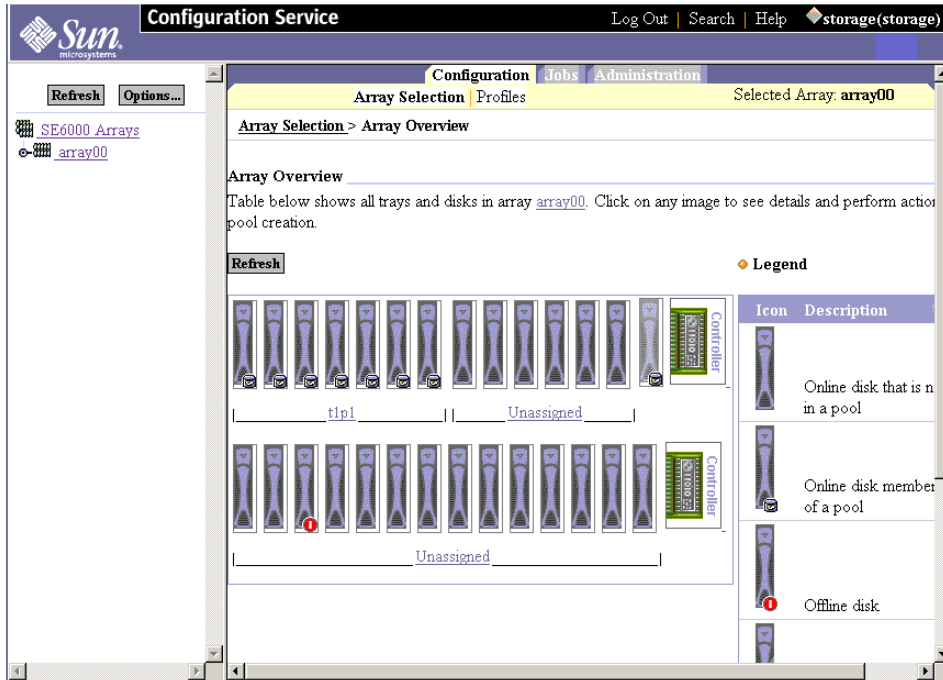 Sun
microsystems
Configuration Service
Log Out | Search | Help
storage(storage)
Refresh
Options...
SE6000 Arrays
array00
Configuration
Jobs
Administration
Array Selection | Profiles
Selected Array: array00
Array Selection > Array Overview
Array Overview
Table below shows all trays and disks in array array00. Click on any image to see details and perform action
pool creation.
Refresh
Legend
Icon Description
Controller
t1p1
Unassigned
Online disk that is n
in a pool
Controller
Unassigned
Online disk member
of a pool
Offline disk